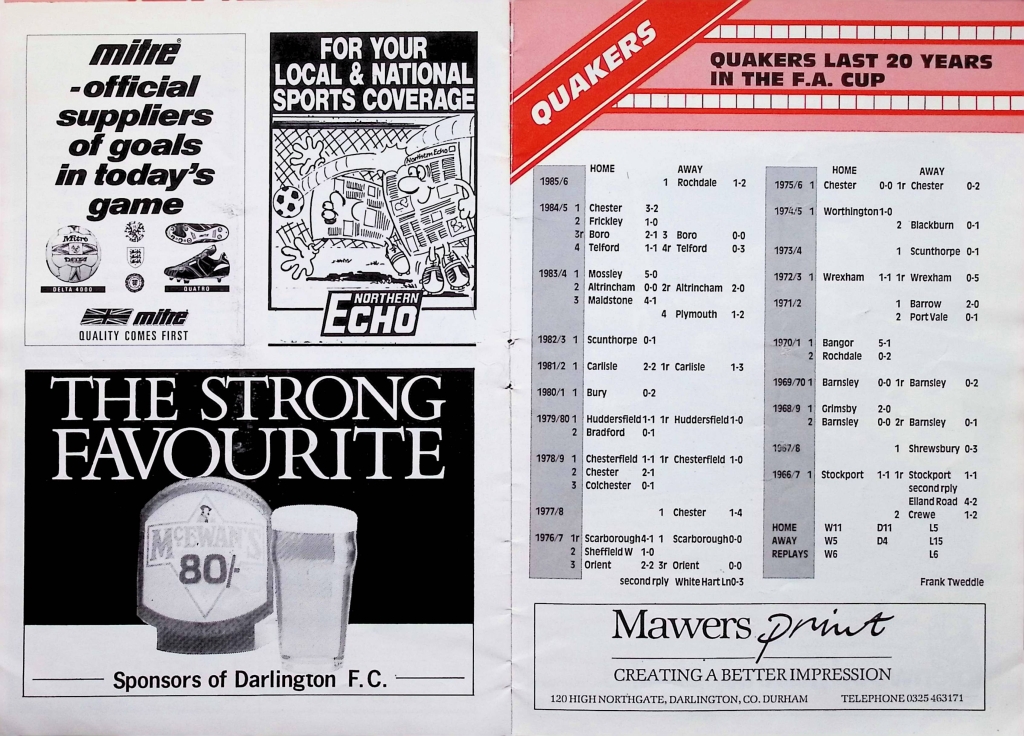 mitre
-official
suppliers
of goals
in today's
game
Mitre
DELTA
DELTA 4000
QUATRO
mitre
QUALITY COMES FIRST
FOR YOUR
LOCAL & NATIONAL
SPORTS COVERAGE
Northern Echo
NORTHERN
ECHO
THE STRONG
FAVOURITE
McEWAN'S
80/-
Sponsors of Darlington F.C.
QUAKERS
QUAKERS LAST 20 YEARS
IN THE F.A. CUP
HOME AWAY
1985/6 1 Rochdale 1-2
1984/5 1 Chester 3-2
2 Frickley 1-0
3r Boro 2-1 3 Boro 0-0
4 Telford 1-1 4r Telford 0-3
1983/4 1 Mossley 5-0
2 Altrincham 0-0 2r Altrincham 2-0
3 Maldstone 4-1
4 Plymouth 1-2
1982/3 1 Scunthorpe 0-1
1981/2 1 Carlisle 2-2 1r Carlisle 1-3
1980/1 1 Bury 0-2
1979/80 1 Huddersfield 1-1 1r Huddersfield 1-0
2 Bradford 0-1
1978/9 1 Chesterfield 1-1 1r Chesterfield 1-0
2 Chester 2-1
3 Colchester 0-1
1977/8 1 Chester 1-4
1976/7 1r Scarborough 4-1 1 Scarborough 0-0
2 Sheffield W 1-0
3 Orient 2-2 3r Orient 0-0
second rply White Hart Ln 0-3
HOME AWAY
1975/6 1 Chester 0-0 1r Chester 0-2
1974/5 1 Worthington 1-0
2 Blackburn 0-1
1973/4 1 Scunthorpe 0-1
1972/3 1 Wrexham 1-1 1r Wrexham 0-5
1971/2 1 Barrow 2-0
2 Port Vale 0-1
1970/1 1 Bangor 5-1
2 Rochdale 0-2
1969/70 1 Barnsley 0-0 1r Barnsley 0-2
1968/9 1 Grimsby 2-0
2 Barnsley 0-0 2r Barnsley 0-1
1967/8 1 Shrewsbury 0-3
1966/7 1 Stockport 1-1 1r Stockport 1-1
second rply
Elland Road 4-2
2 Crewe 1-2
HOME W11 D11 L5
AWAY W5 D4 L15
REPLAYS W6 L6
Frank Tweddle
Mawers print
CREATING A BETTER IMPRESSION
120 HIGH NORTHGATE, DARLINGTON, CO. DURHAM TELEPHONE 0325 463171